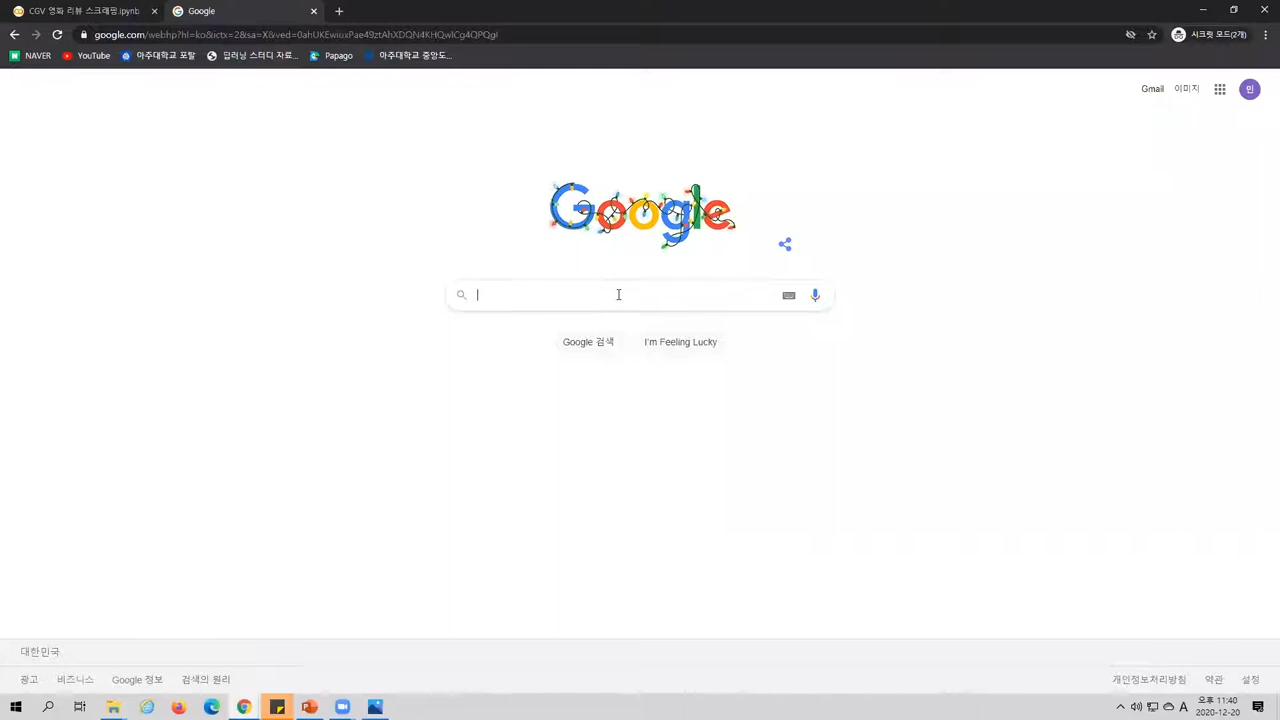 CGV 영화 리뷰 스크래핑.ipynb
Google
google.com/webhp?hl=ko&ictx=2&sa=X&ved=0ahUKEwiuxPae49ztAhXDQN4KHQwlCg4QPQgI
시크릿 모드(2개)
NAVER
YouTube
아주대학교 포탈
딥러닝 스터디 자료...
Papago
아주대학교 중앙도...
Gmail
이미지
민
Google
Google 검색
I'm Feeling Lucky
대한민국
광고
비즈니스
Google 정보
검색의 원리
개인정보처리방침
약관
설정
A
오후 11:40
2020-12-20